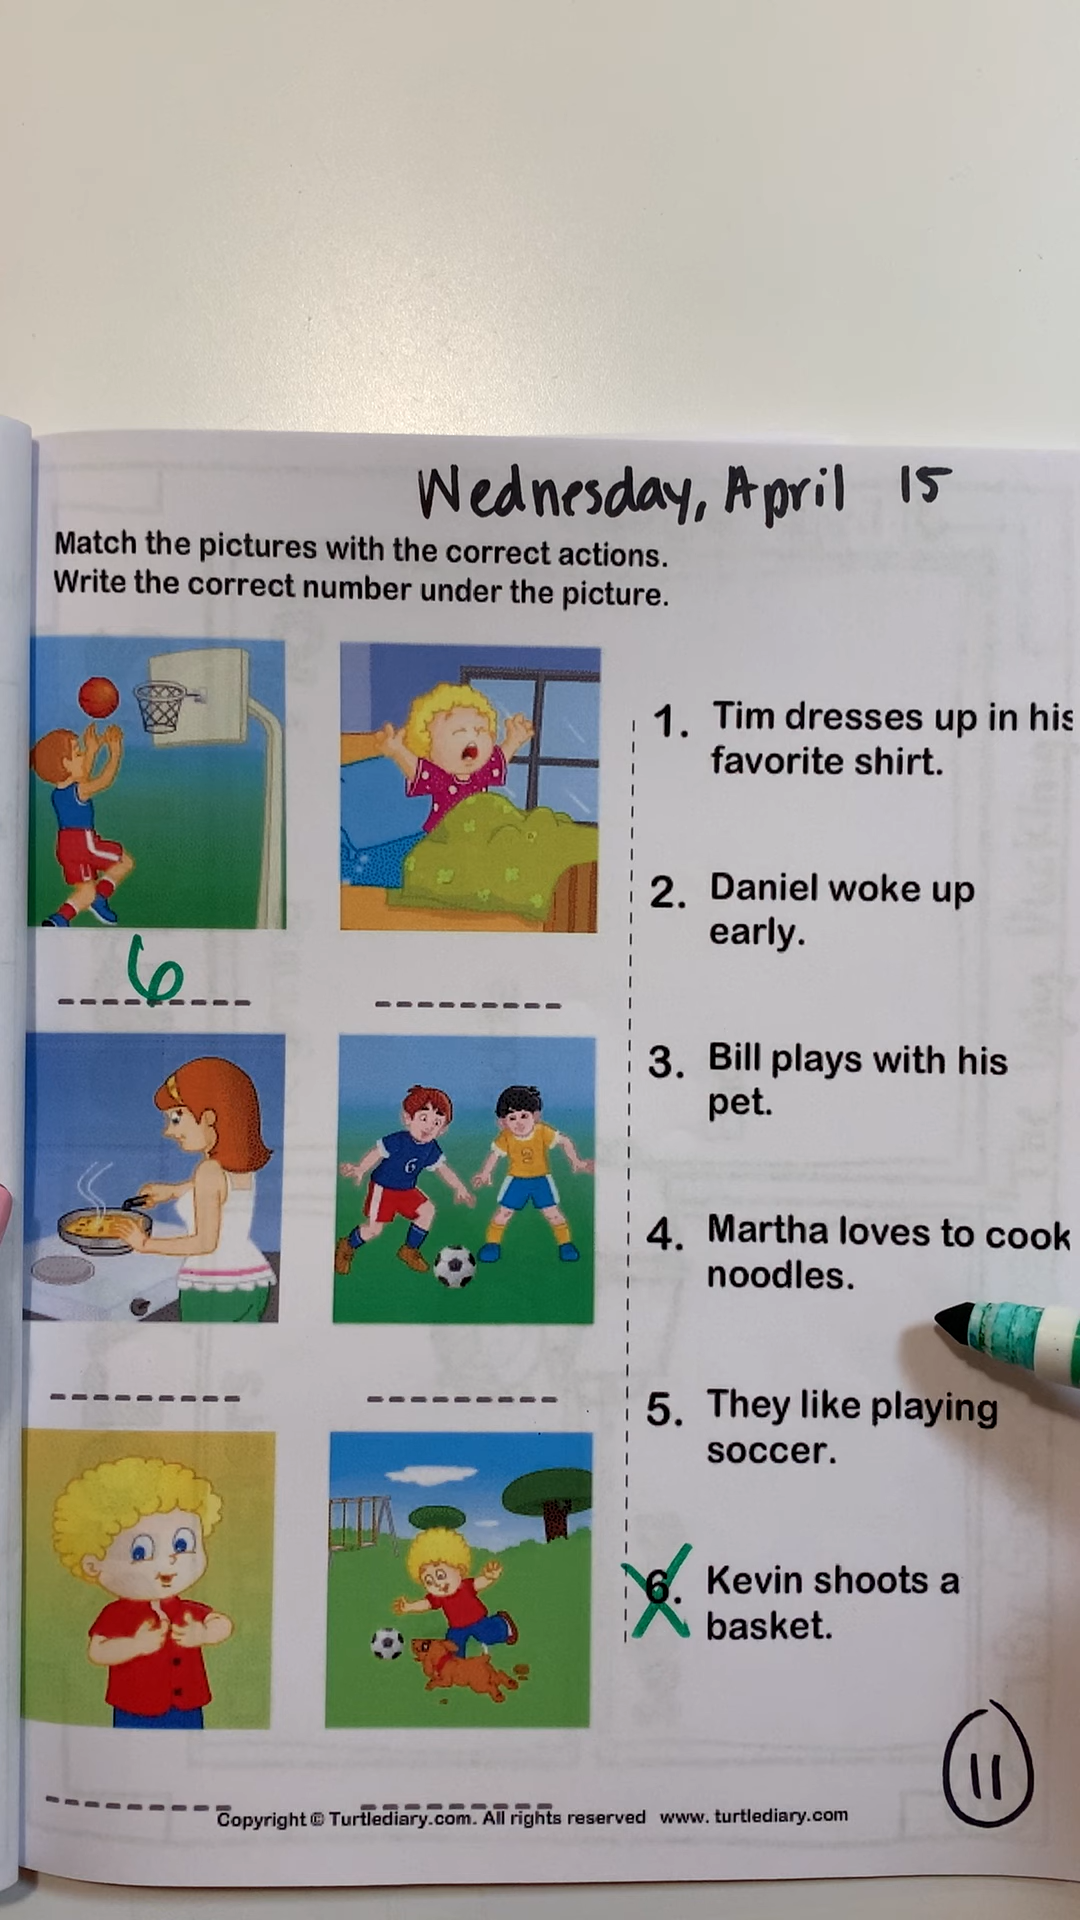 Wednesday, April 15
Match the pictures with the correct actions.
Write the correct number under the picture.
6
1. Tim dresses up in his
favorite shirt.
2. Daniel woke up
early.
3. Bill plays with his
pet.
4. Martha loves to cook
noodles.
6
2
5. They like playing
soccer.
6. Kevin shoots a
basket.
11
Copyright © Turtlediary.com. All rights reserved www. turtlediary.com